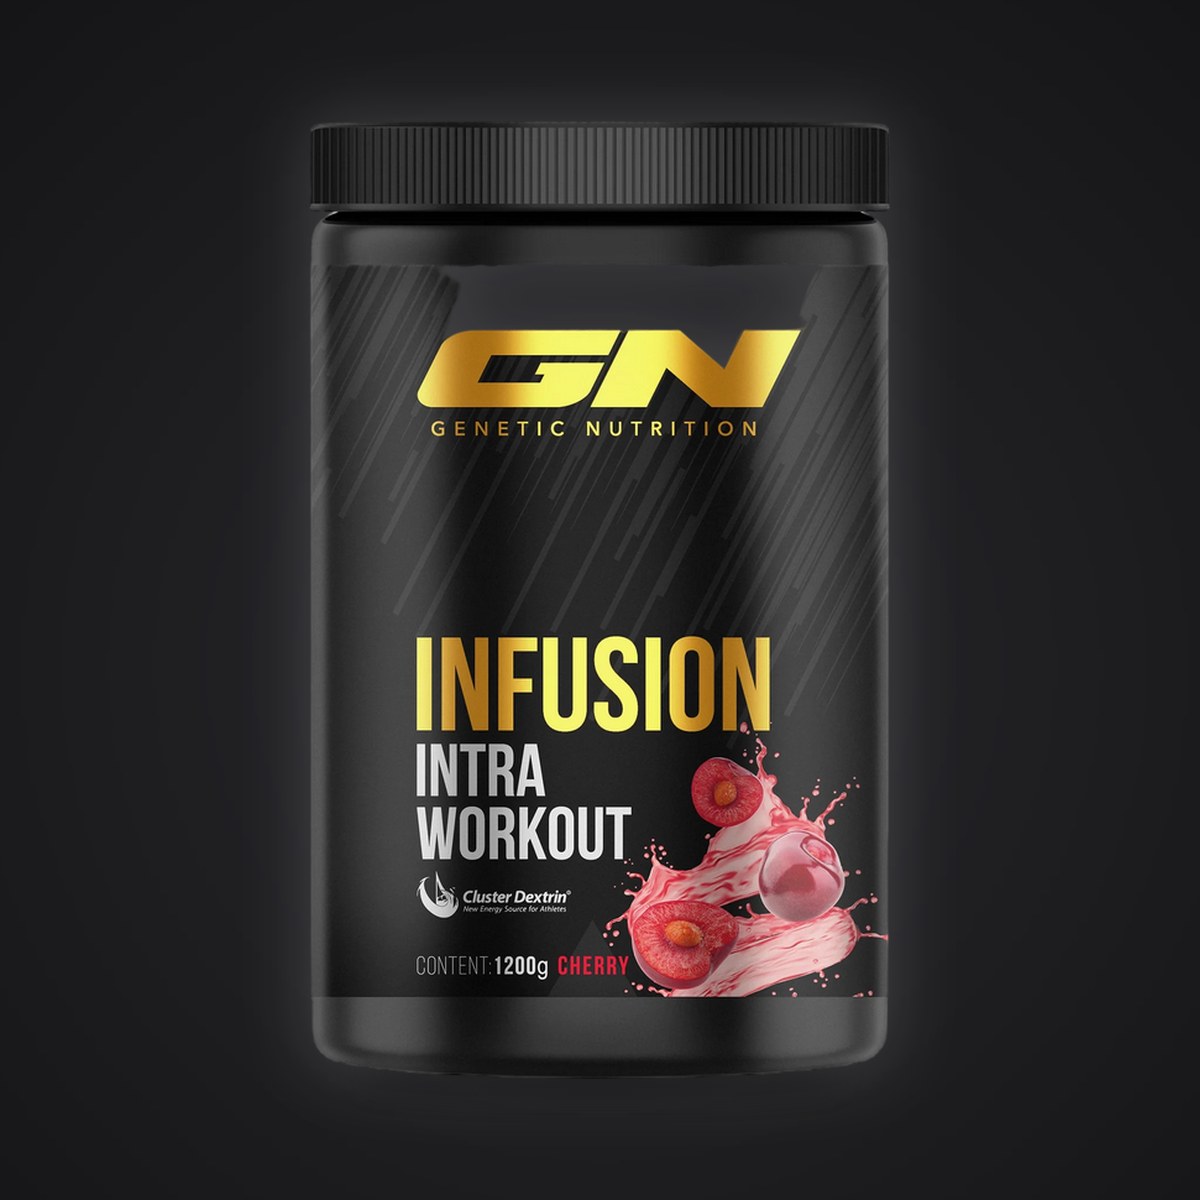 GN
GENETIC NUTRITION
INFUSION
INTRA
WORKOUT
Cluster Dextrin®
New Energy Source for Athletes
CONTENT: 1200g CHERRY